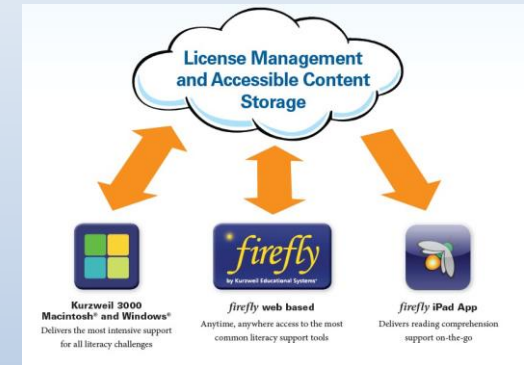 License Management
and Accessible Content
Storage
firefly
by Kurzweil Educational Systems®
Kurzweil 3000
Macintosh® and Windows®
Delivers the most intensive support
for all literacy challenges
firefly web based
Anytime, anywhere access to the most
common literacy support tools
firefly iPad App
Delivers reading comprehension
support on-the-go